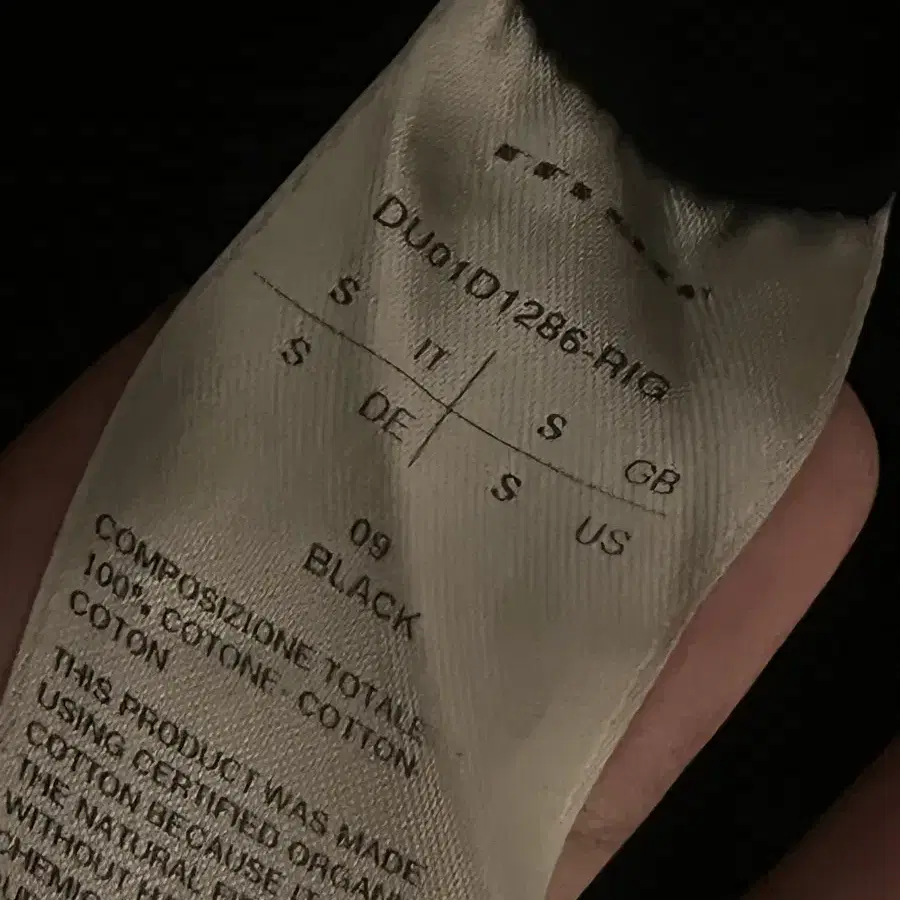 DU01D1286-RIG
S IT S GB
S DE S US
09
BLACK
COMPOSIZIONE TOTALE
100% COTONE COTTON
COTON
THIS PRODUCT WAS MADE
USING CERTIFIED
COTTON BECAUSE IT
THE NATURAL
WITHOUT